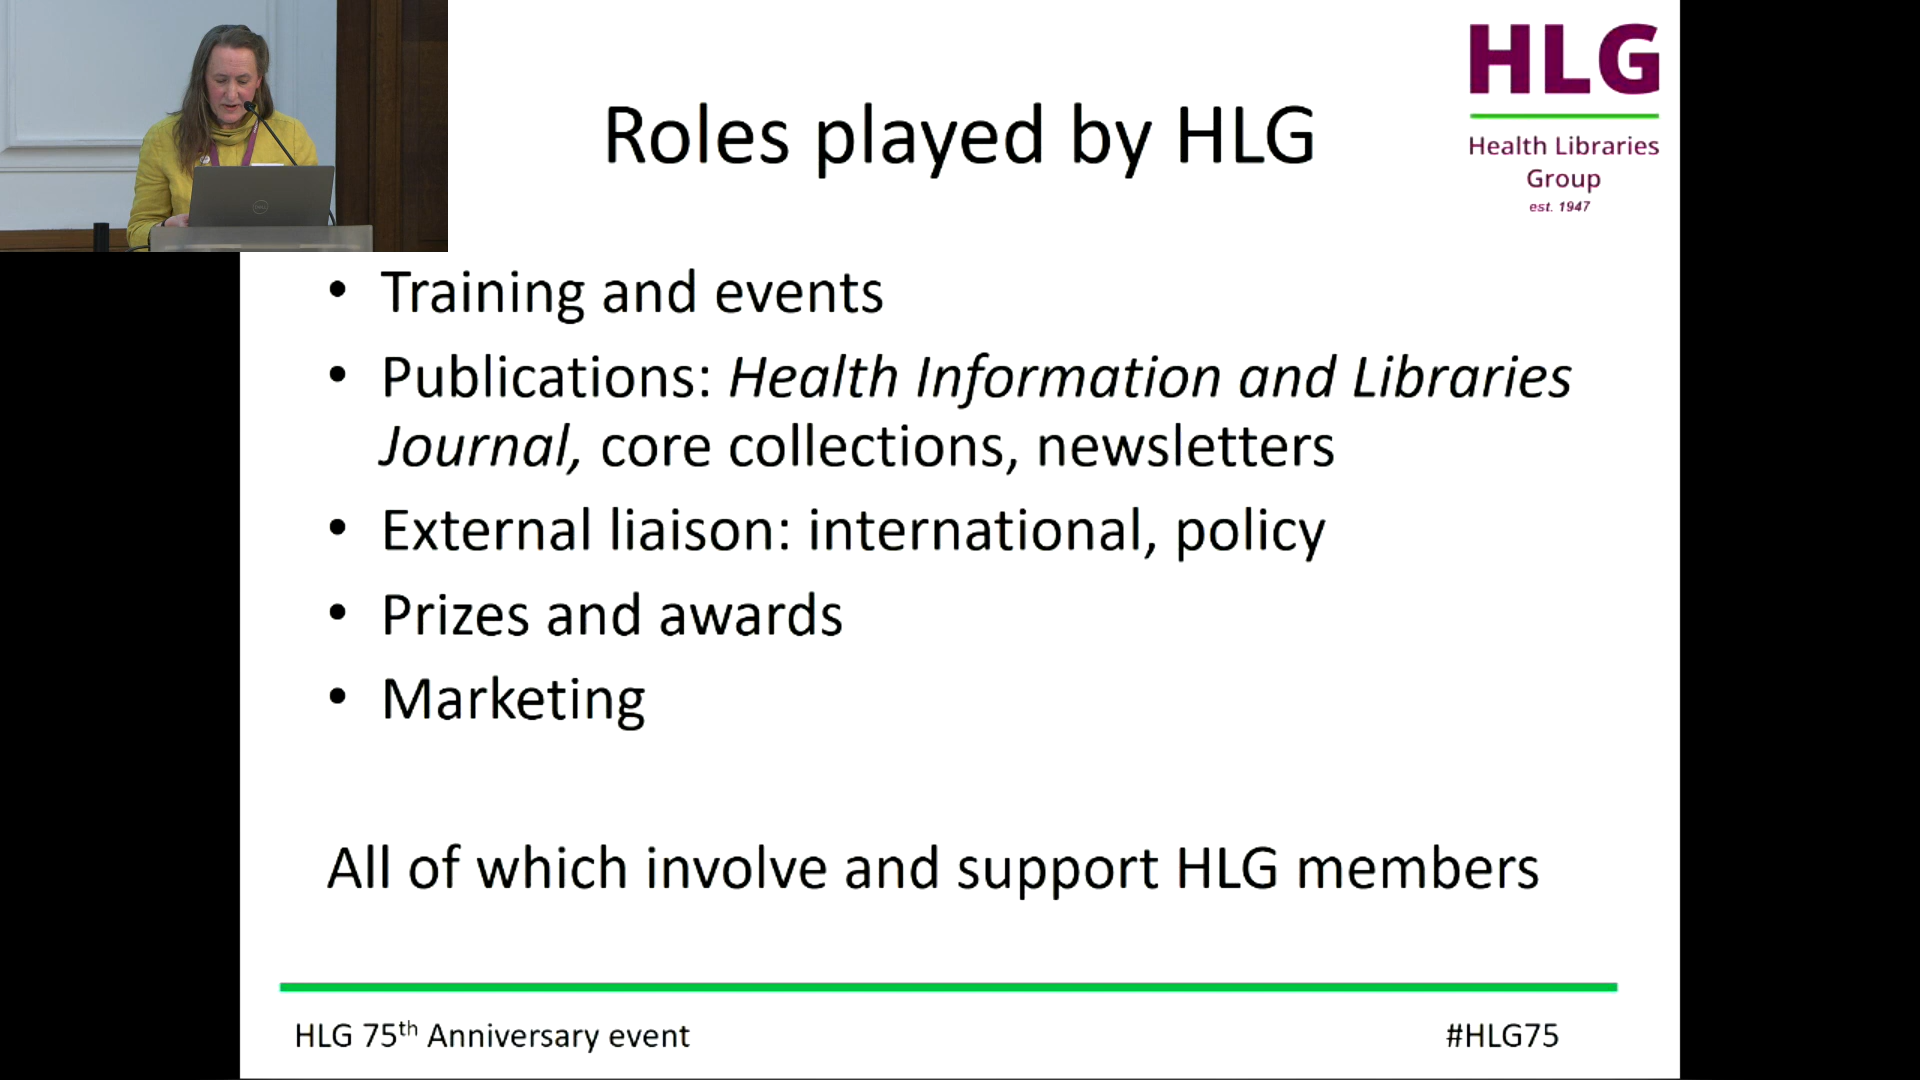 Roles played by HLG
HLG
Health Libraries
Group
est. 1947
• Training and events
• Publications: Health Information and Libraries
Journal, core collections, newsletters
• External liaison: international, policy
• Prizes and awards
• Marketing
All of which involve and support HLG members
HLG 75th Anniversary event
#HLG75